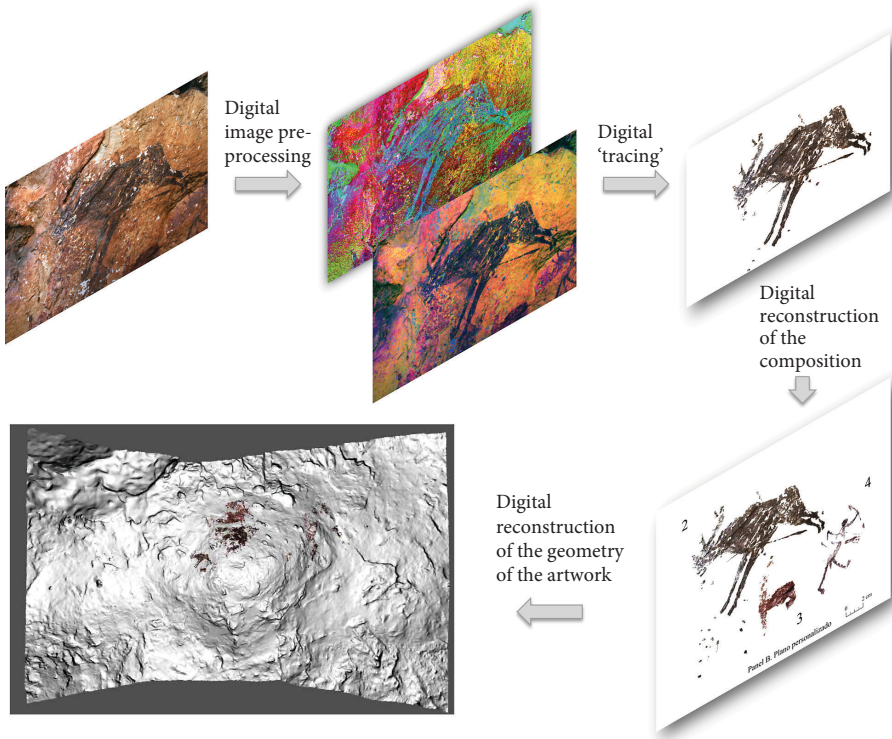 Digital
image pre-
processing
Digital
‘tracing’
Digital
reconstruction
of the
composition
2
4
3
0
2 cm
Panel B. Plano personalizado
Digital
reconstruction
of the geometry
of the artwork